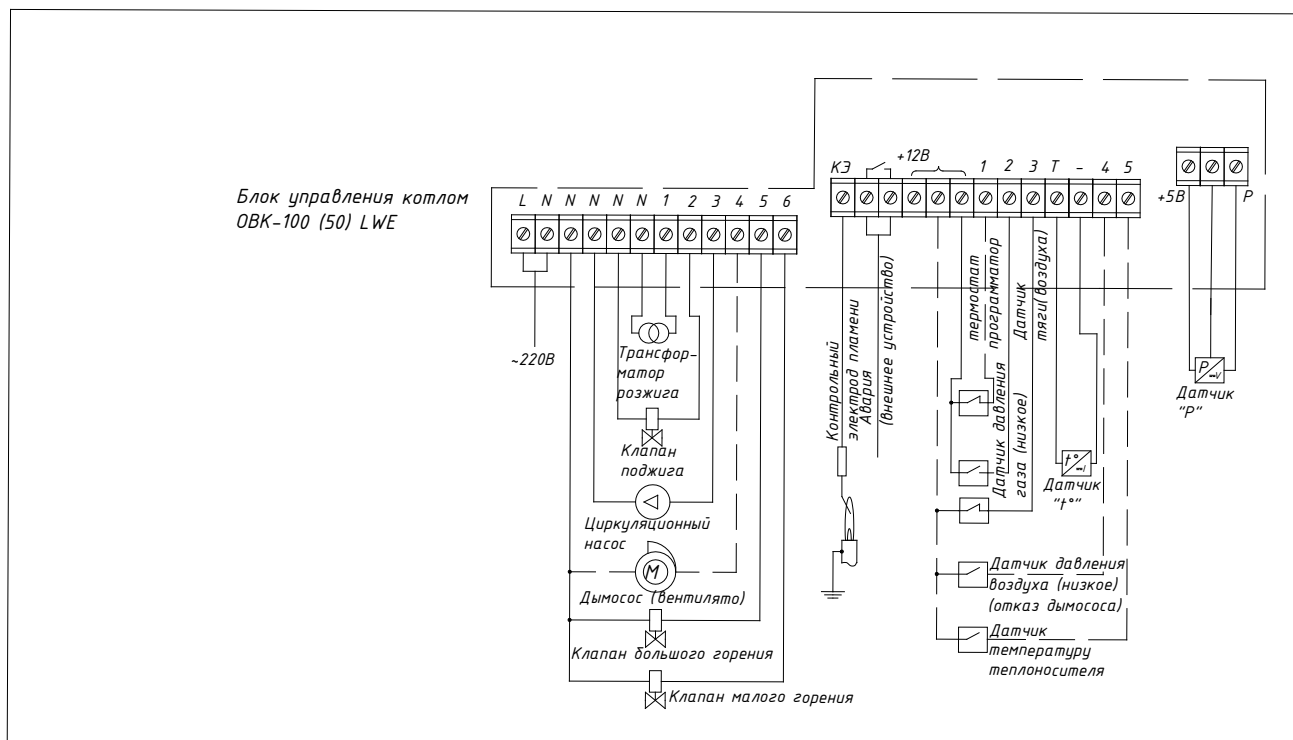 Блок управления котлом
ОВК-100 (50) LWE
L N N N N N 1 2 3 4 5 6
~220В
Трансфор-
матор
розжига
Клапан
поджига
Циркуляционный
насос
М
Дымосос (вентилято)
Клапан большого горения
Клапан малого горения
КЭ +12В 1 2 3 Т - 4 5
Контрольный
электрод пламени
Авария
(внешнее устройство)
термостат
программатор
Датчик давления
газа (низкое)
Датчик
тяги(воздуха)
t°
Датчик
"t°"
Датчик давления
воздуха (низкое)
(отказ дымососа)
Датчик
температуру
теплоносителя
+5В Р
Р
Датчик
"Р"